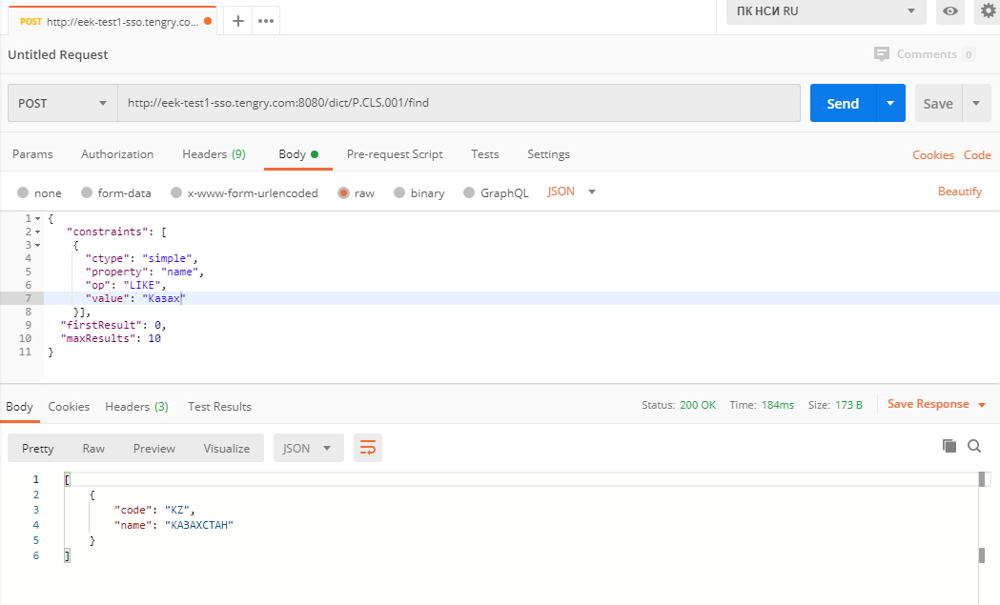 POST http://eek-test1-sso.tengry.co... + ••• ПК НСИ RU
Untitled Request Comments 0
POST http://eek-test1-sso.tengry.com:8080/dict/P.CLS.001/find Send Save
Params Authorization Headers (9) Body Pre-request Script Tests Settings Cookies Code
none form-data x-www-form-urlencoded raw binary GraphQL JSON Beautify
1 {
2 "constraints": [
3 {
4 "ctype": "simple",
5 "property": "name",
6 "op": "LIKE",
7 "value": "Казах"
8 }],
9 "firstResult": 0,
10 "maxResults": 10
11 }
Body Cookies Headers (3) Test Results Status: 200 OK Time: 184ms Size: 173 B Save Response
Pretty Raw Preview Visualize JSON
1 [
2 {
3 "code": "KZ",
4 "name": "КАЗАХСТАН"
5 }
6 ]